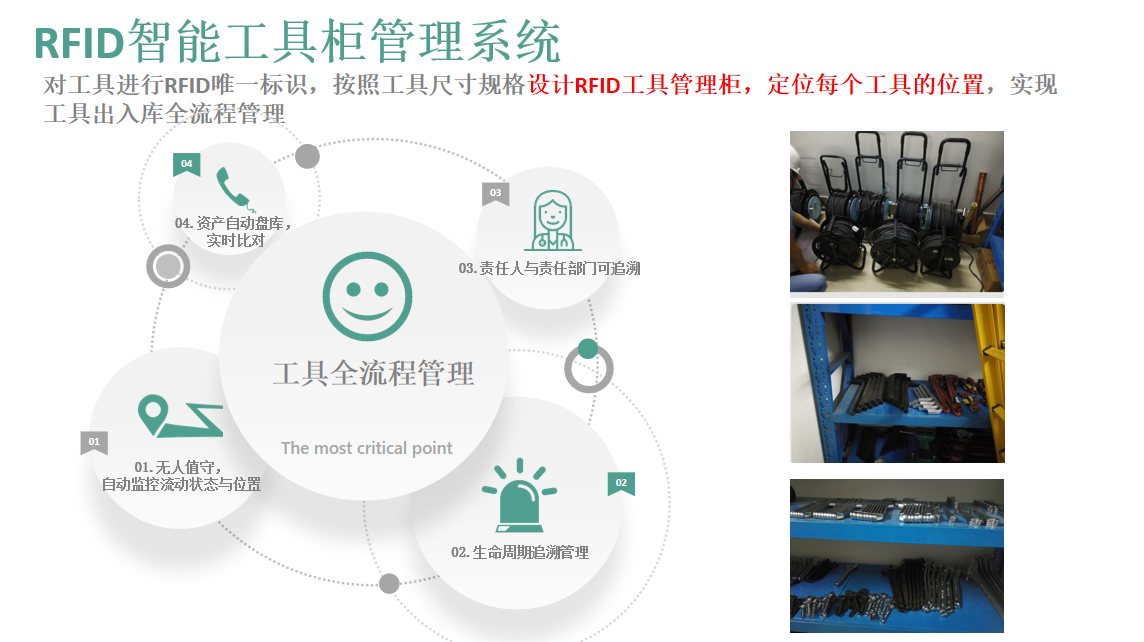 RFID智能工具柜管理系统
对工具进行RFID唯一标识，按照工具尺寸规格设计RFID工具管理柜，定位每个工具的位置，实现
工具出入库全流程管理
04
04. 资产自动盘库，
实时比对
03
03. 责任人与责任部门可追溯
工具全流程管理
The most critical point
01
01. 无人值守，
自动监控流动状态与位置
02
02. 生命周期追溯管理